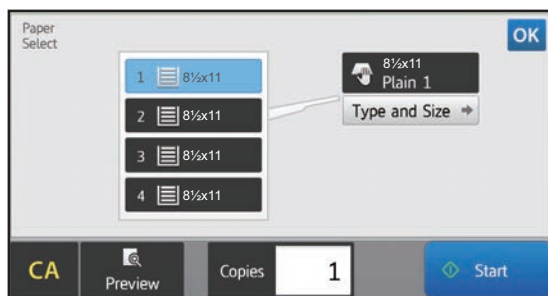 Paper
Select
OK
1 8½x11
2 8½x11
3 8½x11
4 8½x11
8½x11
Plain 1
Type and Size
CA
Preview
Copies
1
Start